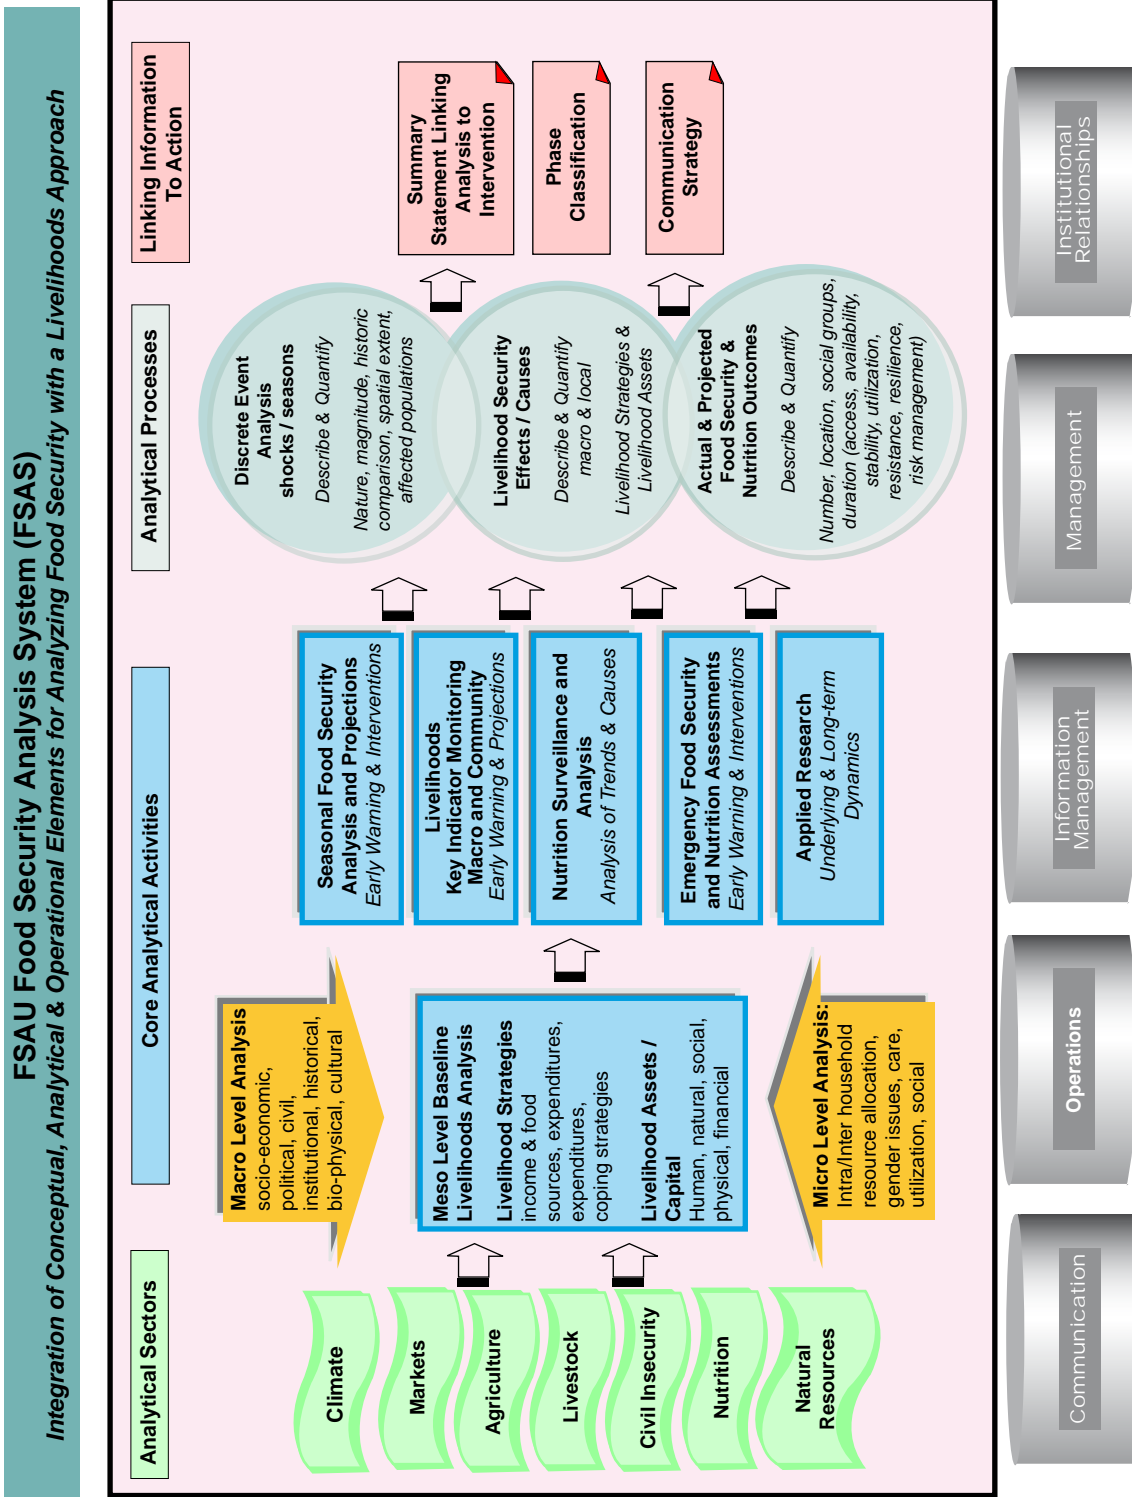 FSAU Food Security Analysis System (FSAS)
Integration of Conceptual, Analytical & Operational Elements for Analyzing Food Security with a Livelihoods Approach
Analytical Sectors
Core Analytical Activities
Analytical Processes
Linking Information
To Action
Climate
Markets
Agriculture
Livestock
Civil Insecurity
Nutrition
Natural
Resources
Macro Level Analysis
socio-economic,
political, civil,
institutional, historical,
bio-physical, cultural
Meso Level Baseline
Livelihoods Analysis
Livelihood Strategies
income & food
sources, expenditures,
expenditures,
coping strategies
Livelihood Assets /
Capital
Human, natural, social,
physical, financial
Micro Level Analysis:
Intra/Inter household
resource allocation,
gender issues, care,
utilization, social
Seasonal Food Security
Analysis and Projections
Early Warning & Interventions
Livelihoods
Key Indicator Monitoring
Macro and Community
Early Warning & Projections
Nutrition Surveillance and
Analysis
Analysis of Trends & Causes
Emergency Food Security
and Nutrition Assessments
Early Warning & Interventions
Applied Research
Underlying & Long-term
Dynamics
Discrete Event
Analysis
shocks / seasons
Describe & Quantify
Nature, magnitude, historic
comparison, spatial extent,
affected populations
Livelihood Security
Effects / Causes
Describe & Quantify
macro & local
Livelihood Strategies &
Livelihood Assets
Actual & Projected
Food Security &
Nutrition Outcomes
Describe & Quantify
Number, location, social groups,
duration (access, availability,
stability, utilization,
resistance, resilience,
risk management)
Summary
Statement Linking
Analysis to
Intervention
Phase
Classification
Communication
Strategy
Communication
Operations
Information
Management
Management
Institutional
Relationships